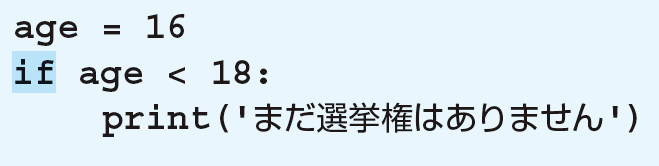 age = 16
if age < 18:
    print('まだ選挙権はありません')